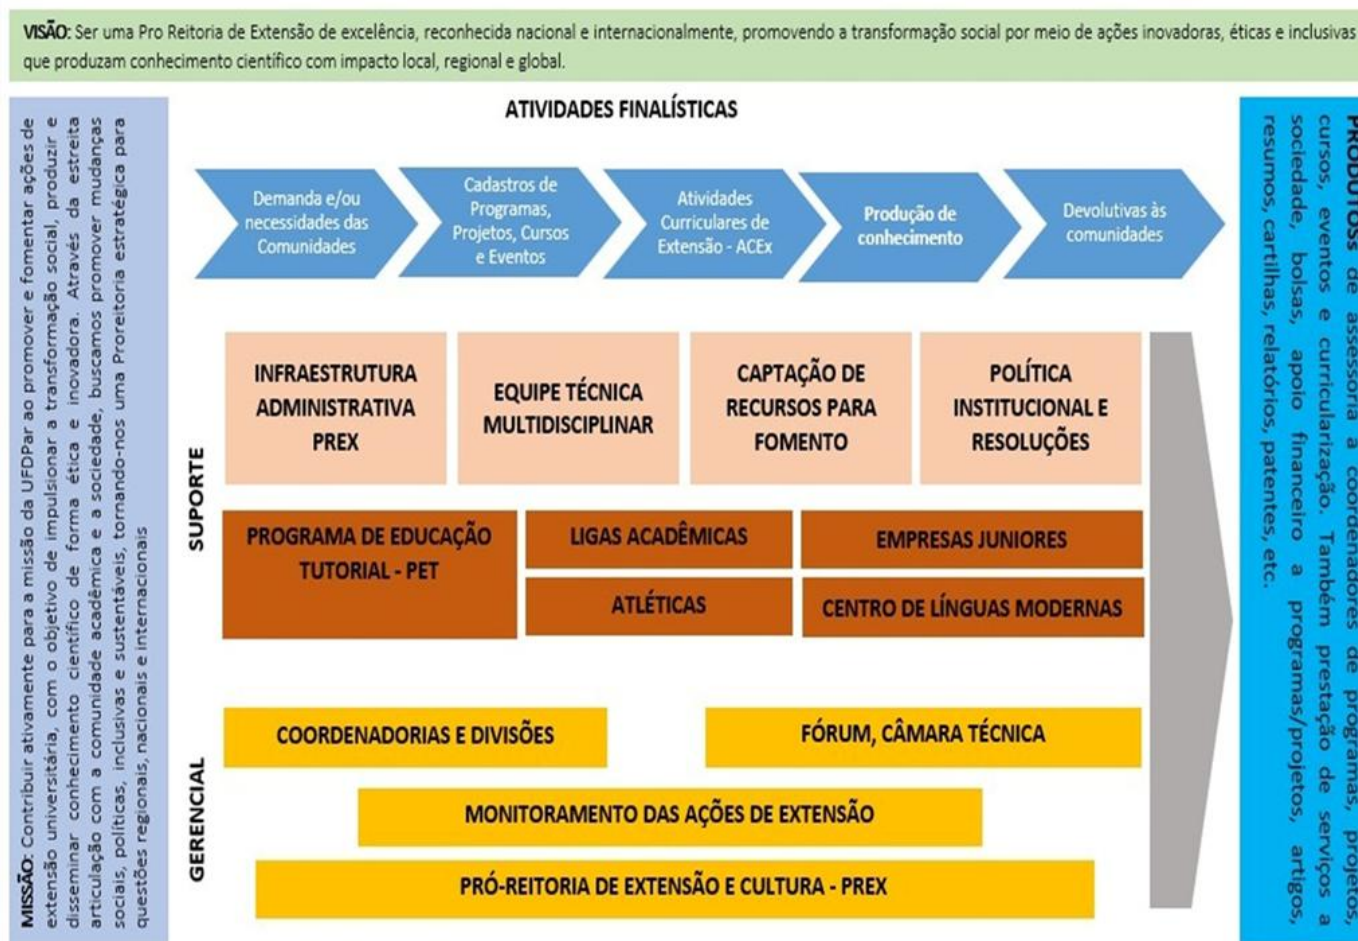 VISÃO: Ser uma Pro Reitoria de Extensão de excelência, reconhecida nacional e internacionalmente, promovendo a transformação social por meio de ações inovadoras, éticas e inclusivas
que produzam conhecimento científico com impacto local, regional e global.
MISSÃO: Contribuir ativamente para a missão da UFDPar ao promover e fomentar ações de
extensão universitária, com o objetivo de impulsionar a transformação social, produzir e
disseminar conhecimento científico de forma ética e inovadora. Através da estreita
articulação com a comunidade acadêmica e a sociedade, buscamos promover mudanças
sociais, políticas, inclusivas e sustentáveis, tornando-nos uma Proreitoria estratégica para
questões regionais, nacionais e internacionais
ATIVIDADES FINALÍSTICAS
Demanda e/ou
necessidades das
Comunidades
Cadastros de
Programas,
Projetos, Cursos
e Eventos
Atividades
Curriculares de
Extensão - ACEx
Produção de
conhecimento
Devolutivas às
comunidades
SUPORTE
INFRAESTRUTURA
ADMINISTRATIVA
PREX
EQUIPE TÉCNICA
MULTIDISCIPLINAR
CAPTAÇÃO DE
RECURSOS PARA
FOMENTO
POLÍTICA
INSTITUCIONAL E
RESOLUÇÕES
PROGRAMA DE EDUCAÇÃO
TUTORIAL - PET
LIGAS ACADÊMICAS
EMPRESAS JUNIORES
ATLÉTICAS
CENTRO DE LÍNGUAS MODERNAS
GERENCIAL
COORDENADORIAS E DIVISÕES
FÓRUM, CÂMARA TÉCNICA
MONITORAMENTO DAS AÇÕES DE EXTENSÃO
PRÓ-REITORIA DE EXTENSÃO E CULTURA - PREX
PRODUTOSs de assessoria a coordenadores de programas, projetos,
cursos, eventos e curricularização. Também prestação de serviços a
sociedade, bolsas, apoio financeiro a programas/projetos, artigos,
resumos, cartilhas, relatórios, patentes, etc.